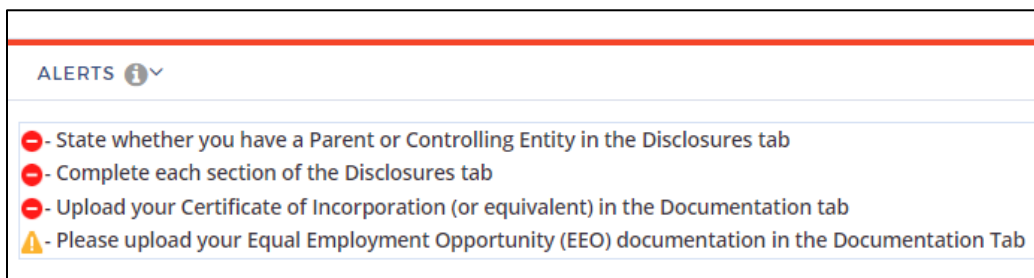 ALERTS
- State whether you have a Parent or Controlling Entity in the Disclosures tab
- Complete each section of the Disclosures tab
- Upload your Certificate of Incorporation (or equivalent) in the Documentation tab
- Please upload your Equal Employment Opportunity (EEO) documentation in the Documentation Tab